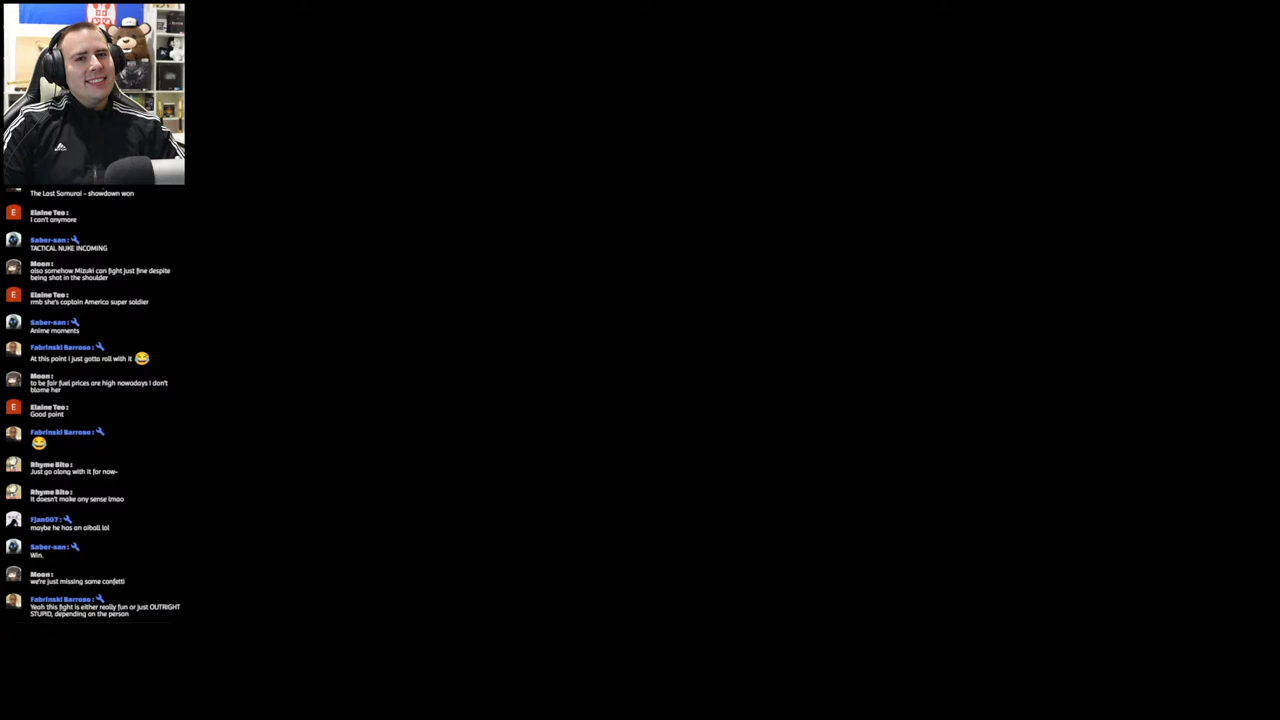 The Last Samurai - showdown won
Elaine Teo :
I can't anymore
Saber-san :
TACTICAL NUKE INCOMING
Moon :
also somehow Mizuki can fight just fine despite
being shot in the shoulder
Elaine Teo :
rmb she's captain America super soldier
Saber-san :
Anime moments
Fabrinski Barroso :
At this point I just gotta roll with it 😂
Moon :
to be fair fuel prices are high nowadays I don't
blame her
Elaine Teo :
Good point
Fabrinski Barroso :
😂
Rhyme Bito :
Just go along with it for now-
Rhyme Bito :
It doesn't make any sense lmao
Fjan007 :
maybe he has an aiball lol
Saber-san :
Win.
Moon :
we're just missing some confetti
Fabrinski Barroso :
Yeah this fight is either really fun or just OUTRIGHT
STUPID, depending on the person